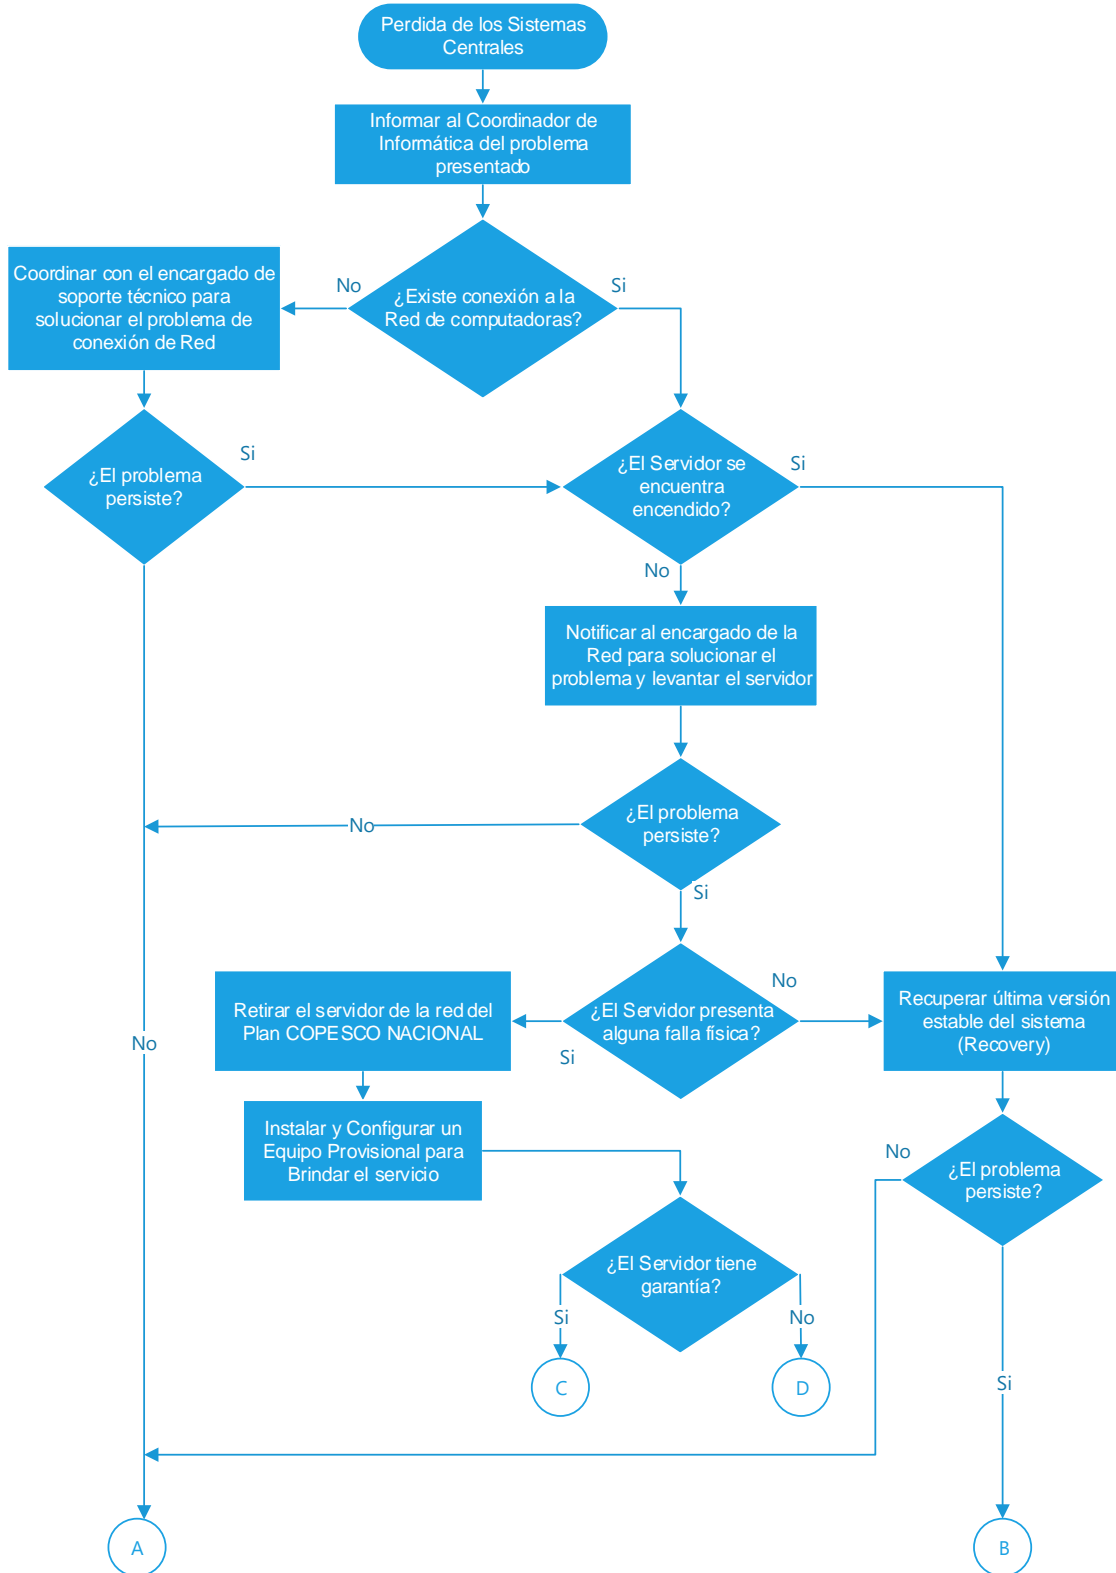 Perdida de los Sistemas
Centrales
Informar al Coordinador de
Informática del problema
presentado
¿Existe conexión a la
Red de computadoras?
No
Si
Coordinar con el encargado de
soporte técnico para
solucionar el problema de
conexión de Red
¿El problema
persiste?
Si
¿El Servidor se
encuentra
encendido?
Si
No
Notificar al encargado de la
Red para solucionar el
problema y levantar el servidor
¿El problema
persiste?
No
Si
¿El Servidor presenta
alguna falla física?
No
Si
Retirar el servidor de la red del
Plan COPESCO NACIONAL
Recuperar última versión
estable del sistema
(Recovery)
No
Instalar y Configurar un
Equipo Provisional para
Brindar el servicio
No
¿El problema
persiste?
¿El Servidor tiene
garantía?
Si
No
C
D
Si
A
B